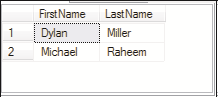 FirstName LastName
1 Dylan Miller
2 Michael Raheem